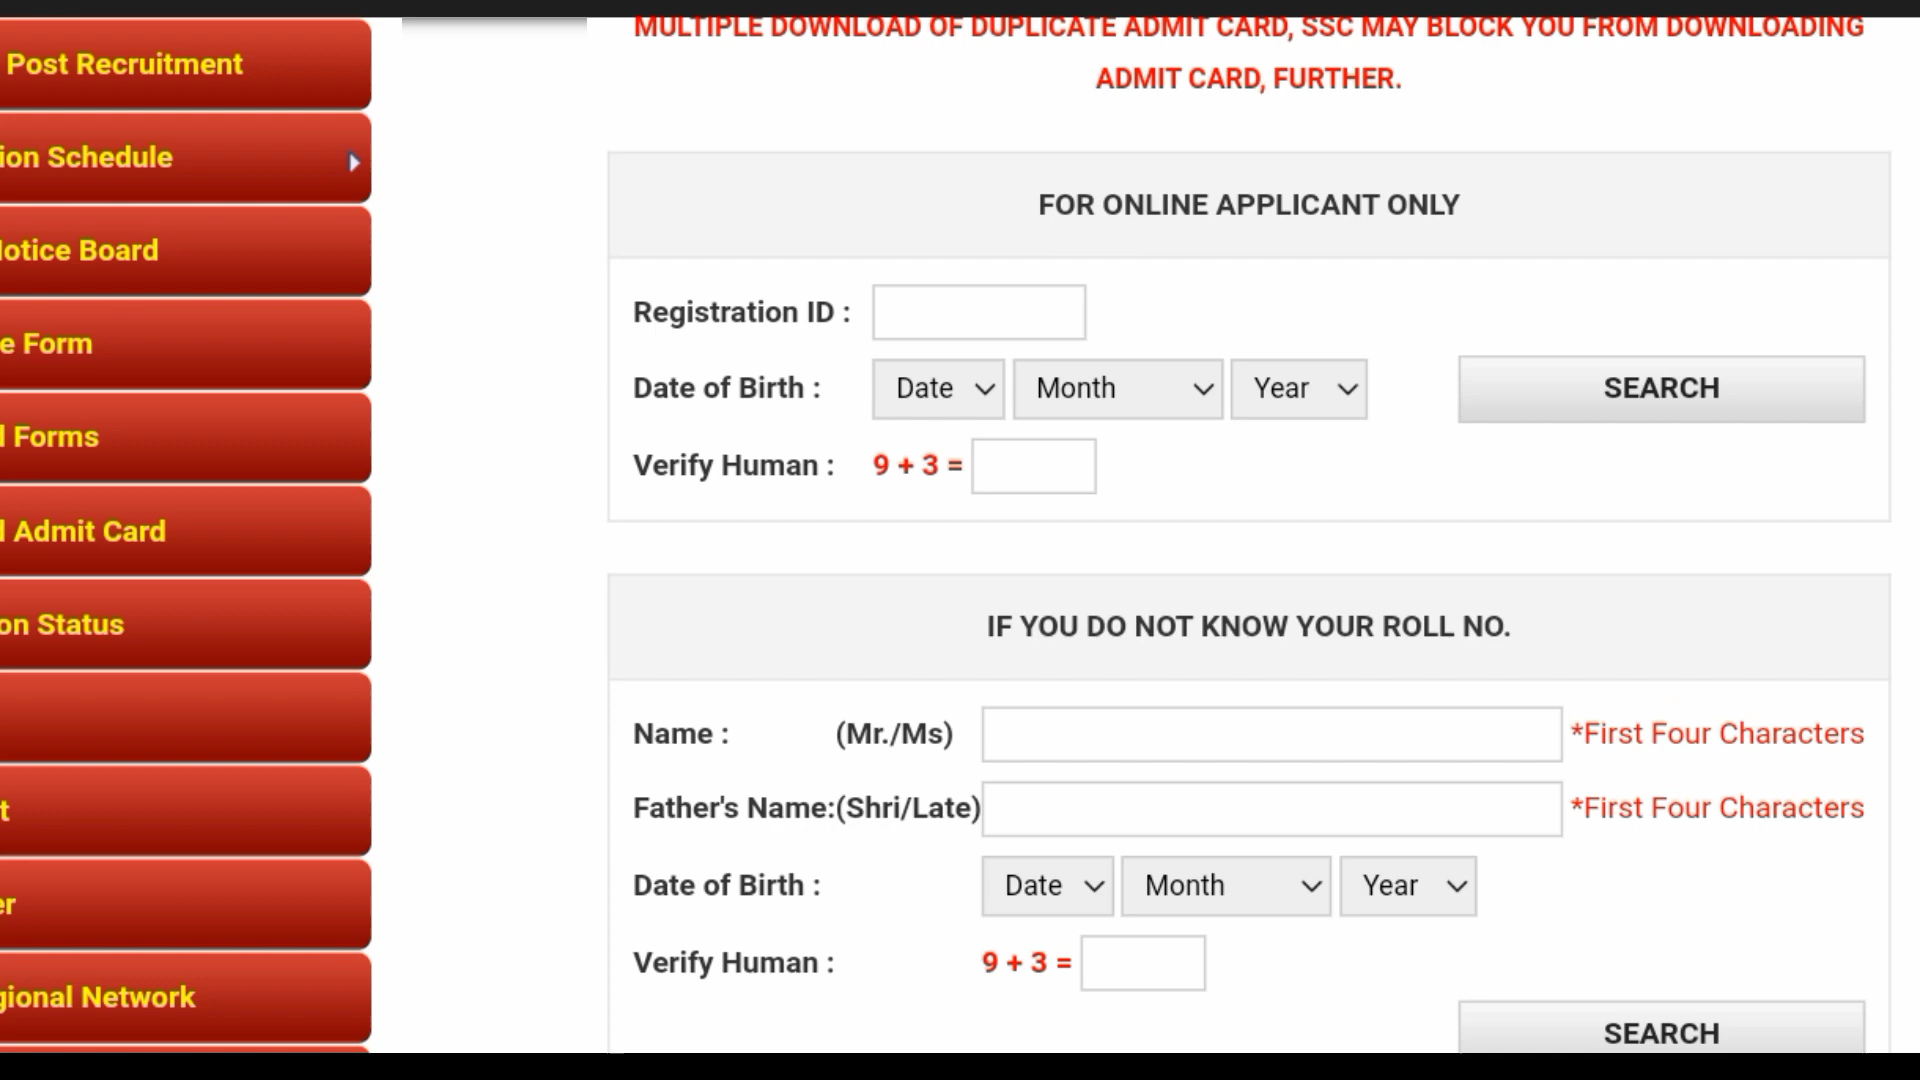 Post Recruitment
ion Schedule
otice Board
e Form
Forms
Admit Card
on Status
t
er
gional Network
MULTIPLE DOWNLOAD OF DUPLICATE ADMIT CARD, SSC MAY BLOCK YOU FROM DOWNLOADING
ADMIT CARD, FURTHER.
FOR ONLINE APPLICANT ONLY
Registration ID :
Date of Birth : Date Month Year SEARCH
Verify Human : 9 + 3 =
IF YOU DO NOT KNOW YOUR ROLL NO.
Name : (Mr./Ms) *First Four Characters
Father's Name:(Shri/Late) *First Four Characters
Date of Birth : Date Month Year
Verify Human : 9 + 3 =
SEARCH